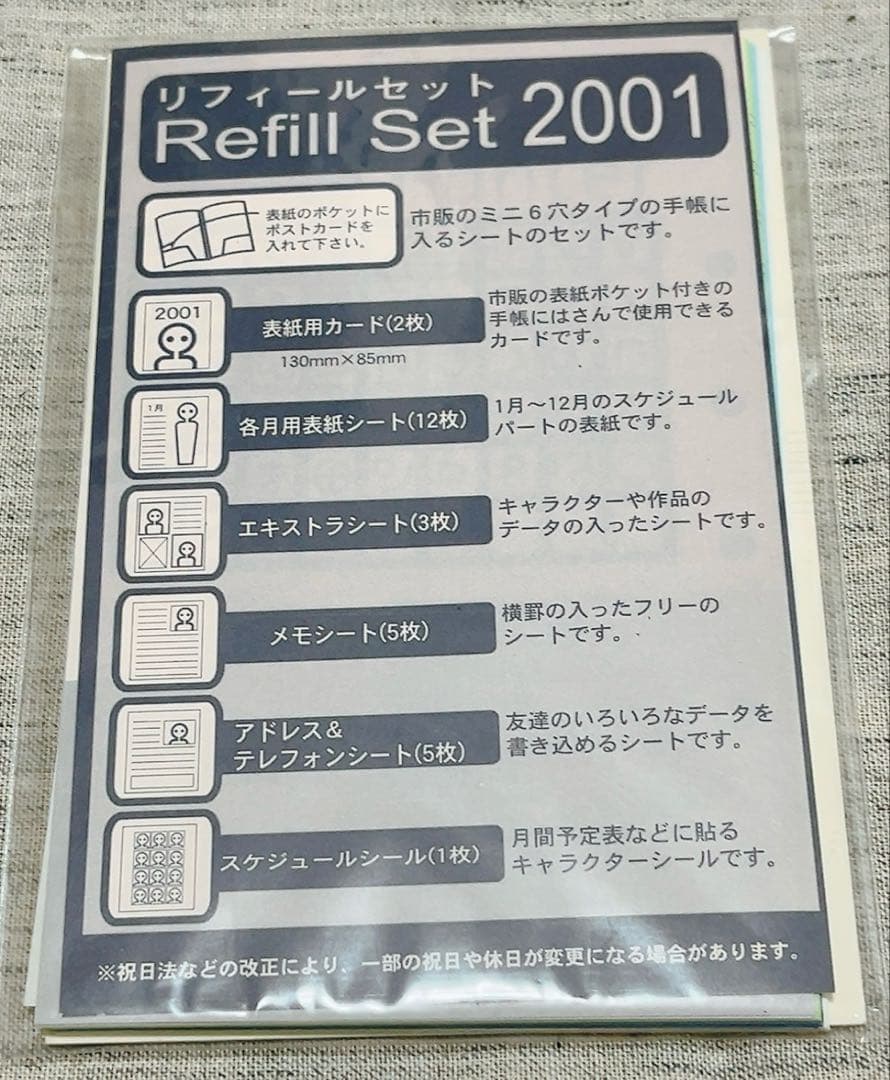 リフィールセット
Refill Set 2001
表紙のポケットに
ポストカードを
入れて下さい。
市販のミニ6穴タイプの手帳に
入るシートのセットです。
2001
表紙用カード(2枚)
130mm×85mm
市販の表紙ポケット付きの
手帳にはさんで使用できる
カードです。
1月
各月用表紙シート(12枚)
1月～12月のスケジュール
パートの表紙です。
エキストラシート(3枚)
キャラクターや作品の
データの入ったシートです。
メモシート(5枚)
横罫の入ったフリーの
シートです。
アドレス&
テレフォンシート(5枚)
友達のいろいろなデータを
書き込めるシートです。
スケジュールシール(1枚)
月間予定表などに貼る
キャラクターシールです。
※祝日法などの改正により、一部の祝日や休日が変更になる場合があります。